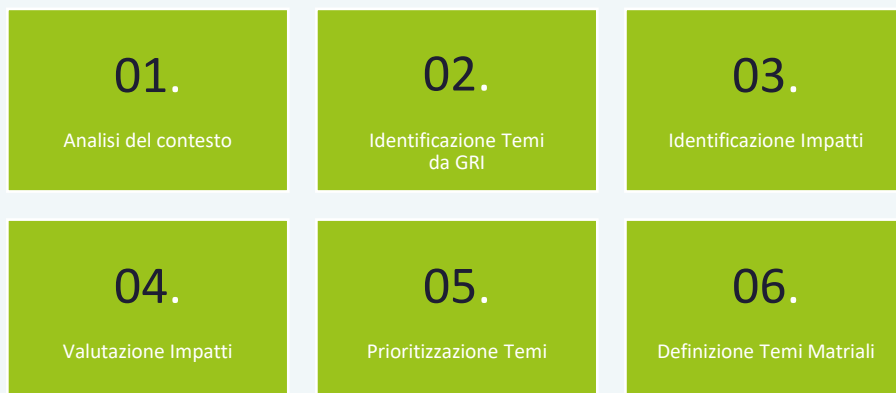 01.
Analisi del contesto
02.
Identificazione Temi
da GRI
03.
Identificazione Impatti
04.
Valutazione Impatti
05.
Prioritizzazione Temi
06.
Definizione Temi Matriali